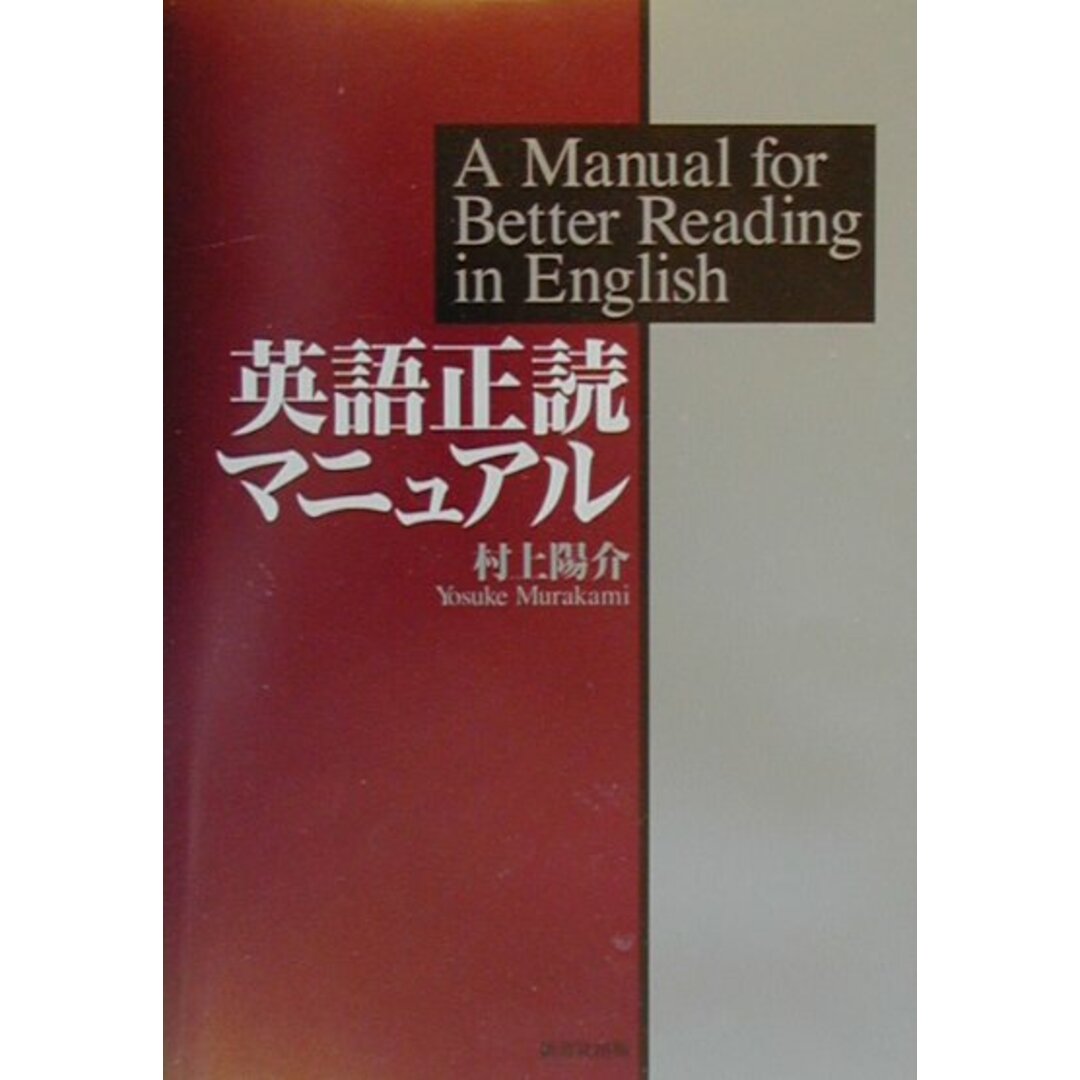 A Manual for
Better Reading
in English
英語正読
マニュアル
村上陽介
Yosuke Murakami